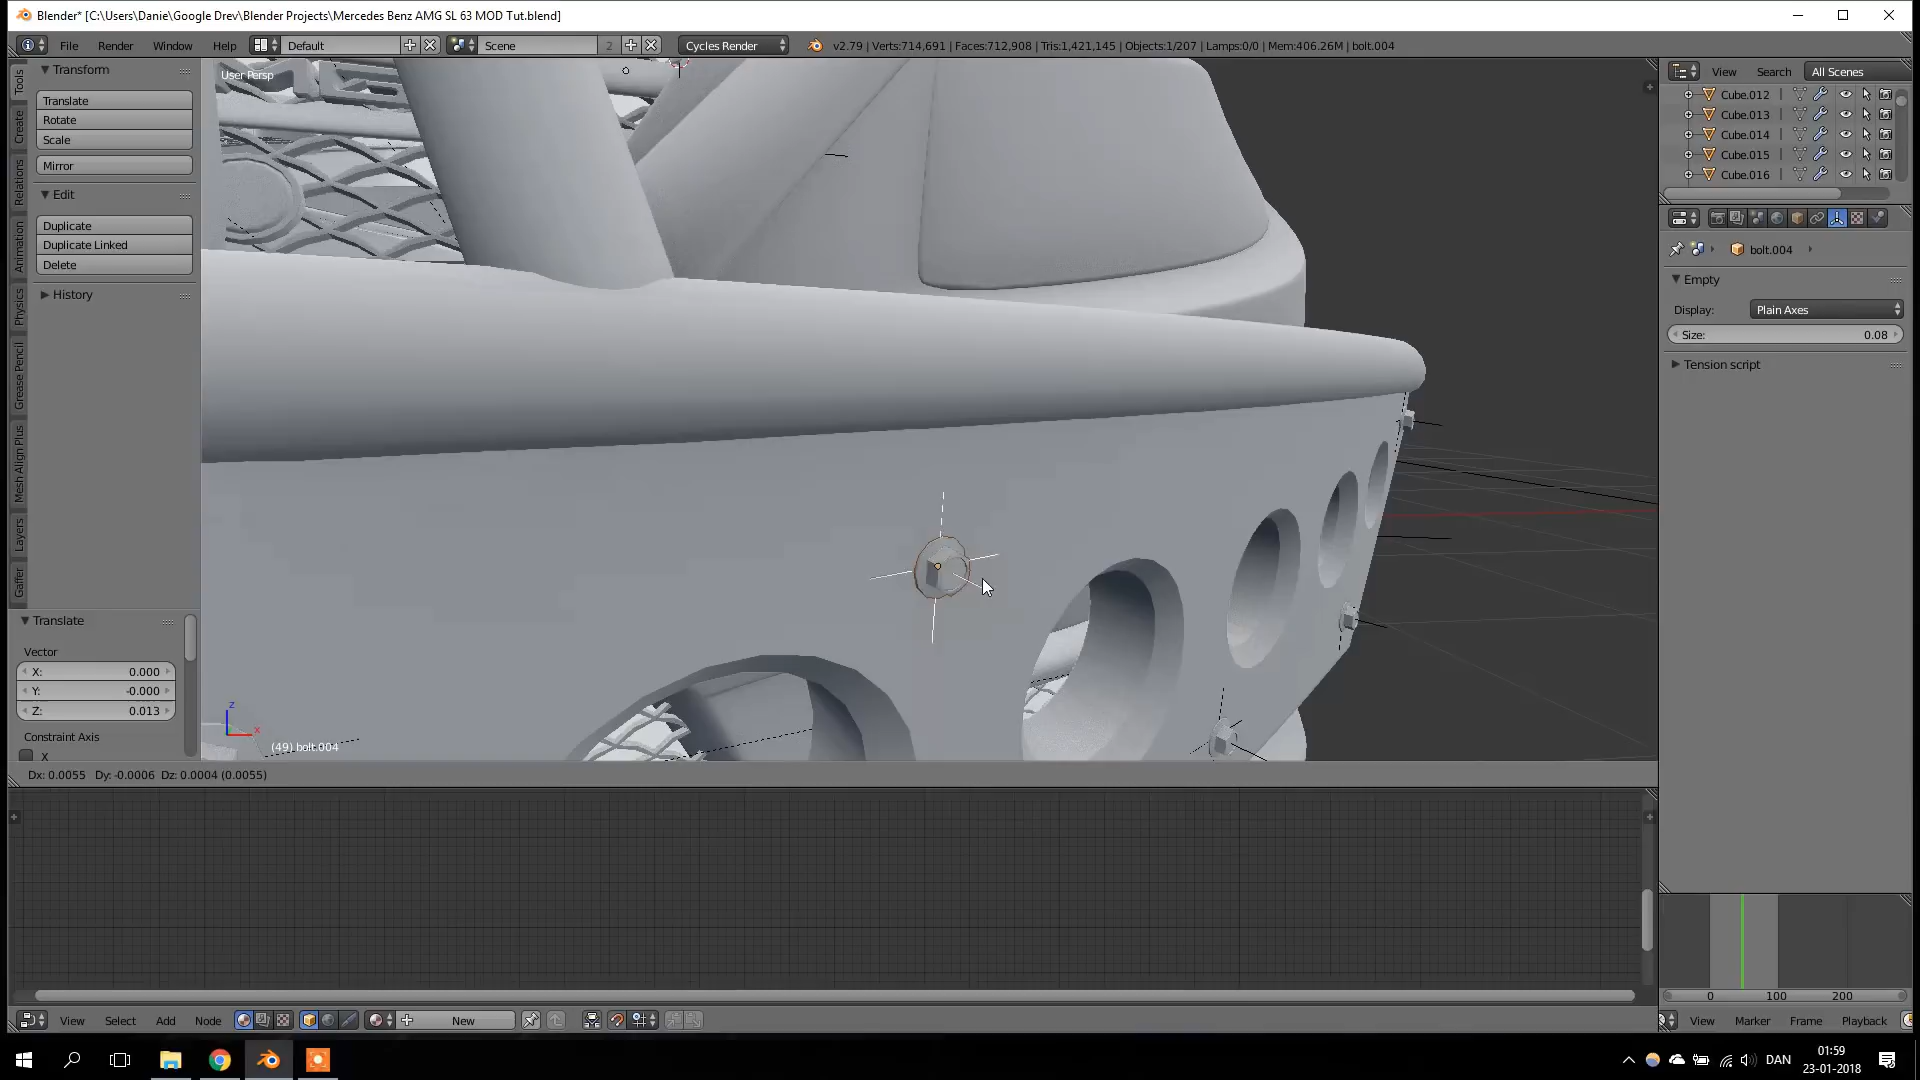 Blender* [C:\Users\Danie\Google Drev\Blender Projects\Mercedes Benz AMG SL 63 MOD Tut.blend]
File Render Window Help Default Scene 2 Cycles Render v2.79 | Verts:714,691 | Faces:712,908 | Tris:1,421,145 | Objects:1/207 | Lamps:0/0 | Mem:406.26M | bolt.004
Tools
Create
Relations
Animation
Physics
Grease Pencil
Mesh Align Plus
Layers
Gaffer
Transform
Translate
Rotate
Scale
Mirror
Edit
Duplicate
Duplicate Linked
Delete
History
Translate
Vector
X: 0.000
Y: -0.000
Z: 0.013
Constraint Axis
X
User Persp
z
x
(49) bolt.004
Dx: 0.0055 Dy: -0.0006 Dz: 0.0004 (0.0055)
View Search All Scenes
Cube.012
Cube.013
Cube.014
Cube.015
Cube.016
bolt.004
Empty
Display: Plain Axes
Size: 0.08
Tension script
0 100 200
View Select Add Node New
View Marker Frame Playback
DAN
01:59
23-01-2018